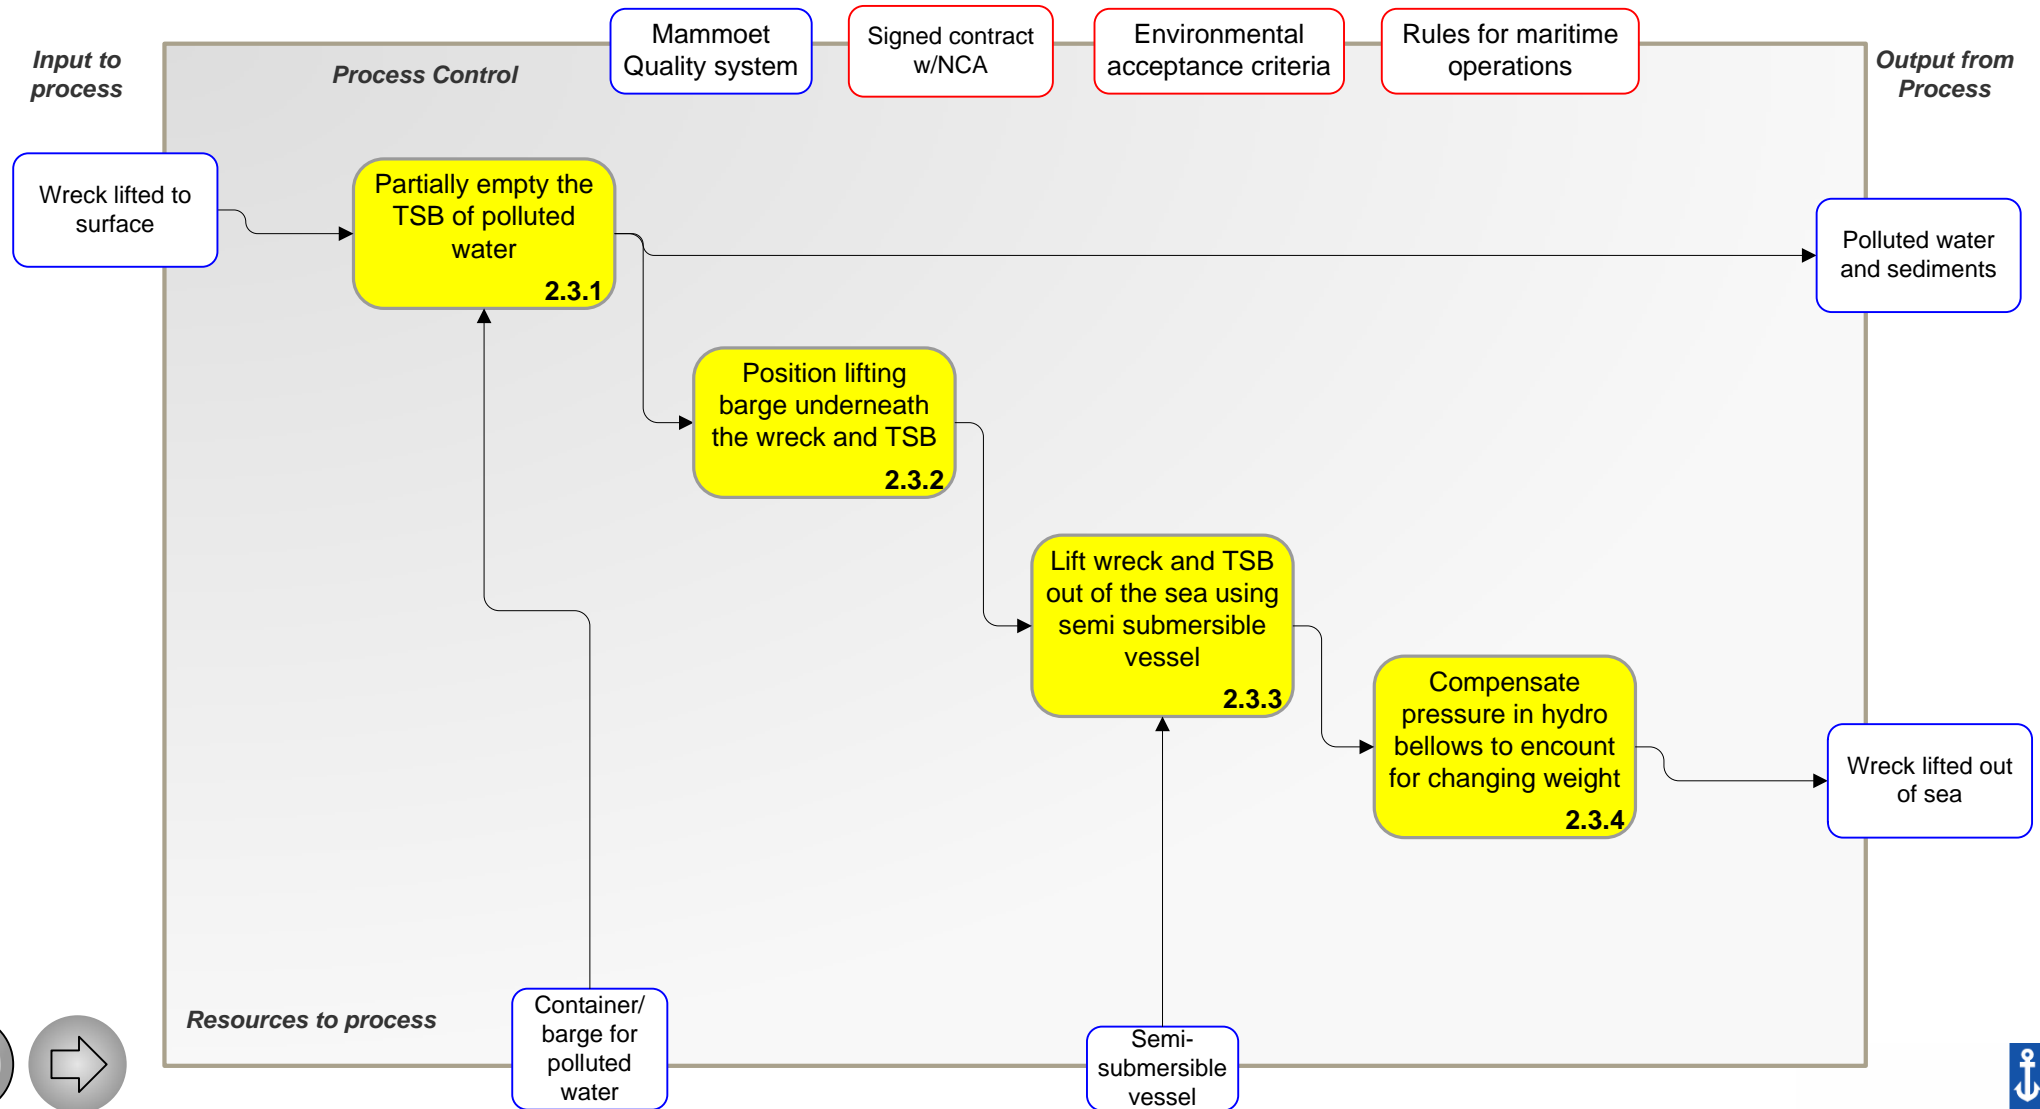 Input to
process
Process Control
Mammoet
Quality system
Signed contract
w/NCA
Environmental
acceptance criteria
Rules for maritime
operations
Output from
Process
Wreck lifted to
surface
Partially empty the
TSB of polluted
water
2.3.1
Polluted water
and sediments
Position lifting
barge underneath
the wreck and TSB
2.3.2
Lift wreck and TSB
out of the sea using
semi submersible
vessel
2.3.3
Compensate
pressure in hydro
bellows to encount
for changing weight
2.3.4
Wreck lifted out
of sea
Resources to process
Container/
barge for
polluted
water
Semi-
submersible
vessel